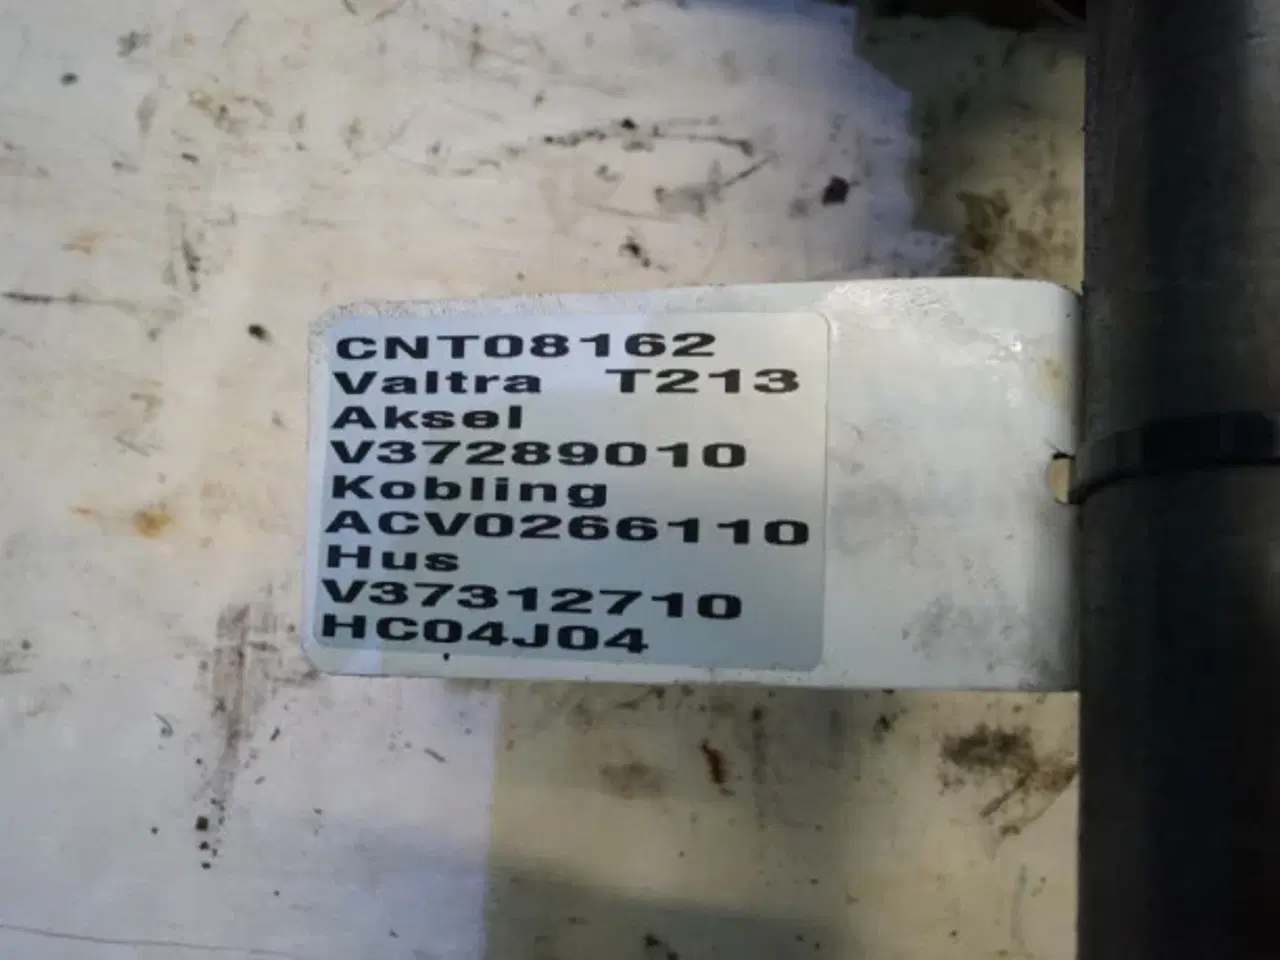 CNT08162
Valtra T213
Aksel
V37289010
Kobling
ACV0266110
Hus
V37312710
HC04J04